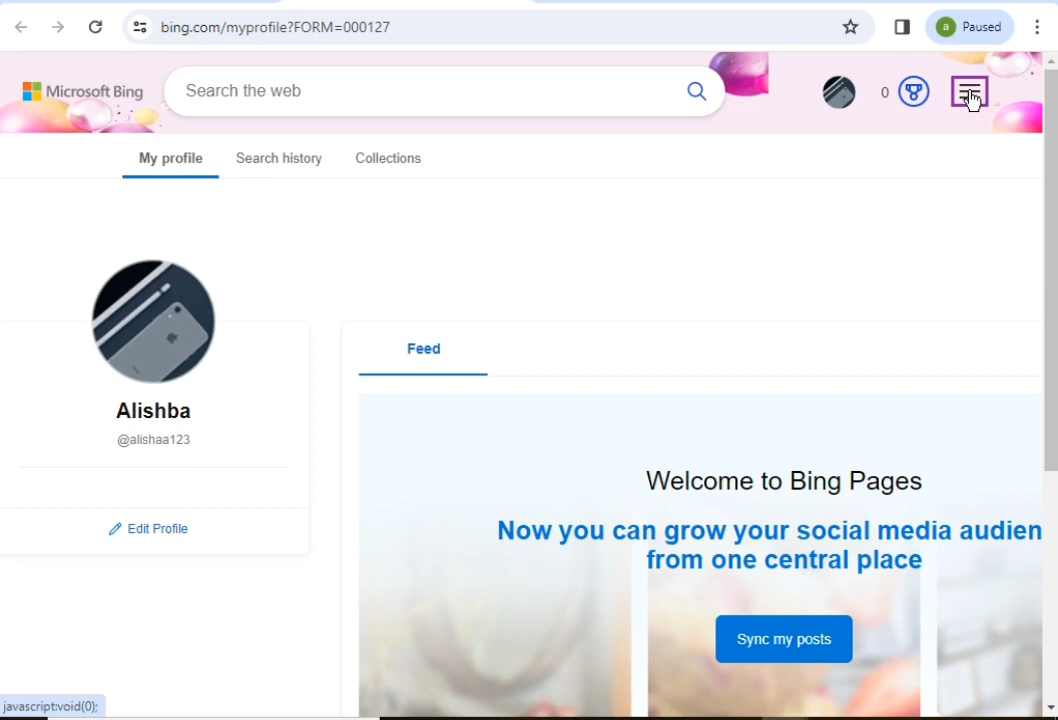 bing.com/myprofile?FORM=000127
a Paused
Microsoft Bing
Search the web
0
My profile Search history Collections
Feed
Alishba
@alishaa123
Edit Profile
Welcome to Bing Pages
Now you can grow your social media audien
from one central place
Sync my posts
javascript:void(0);